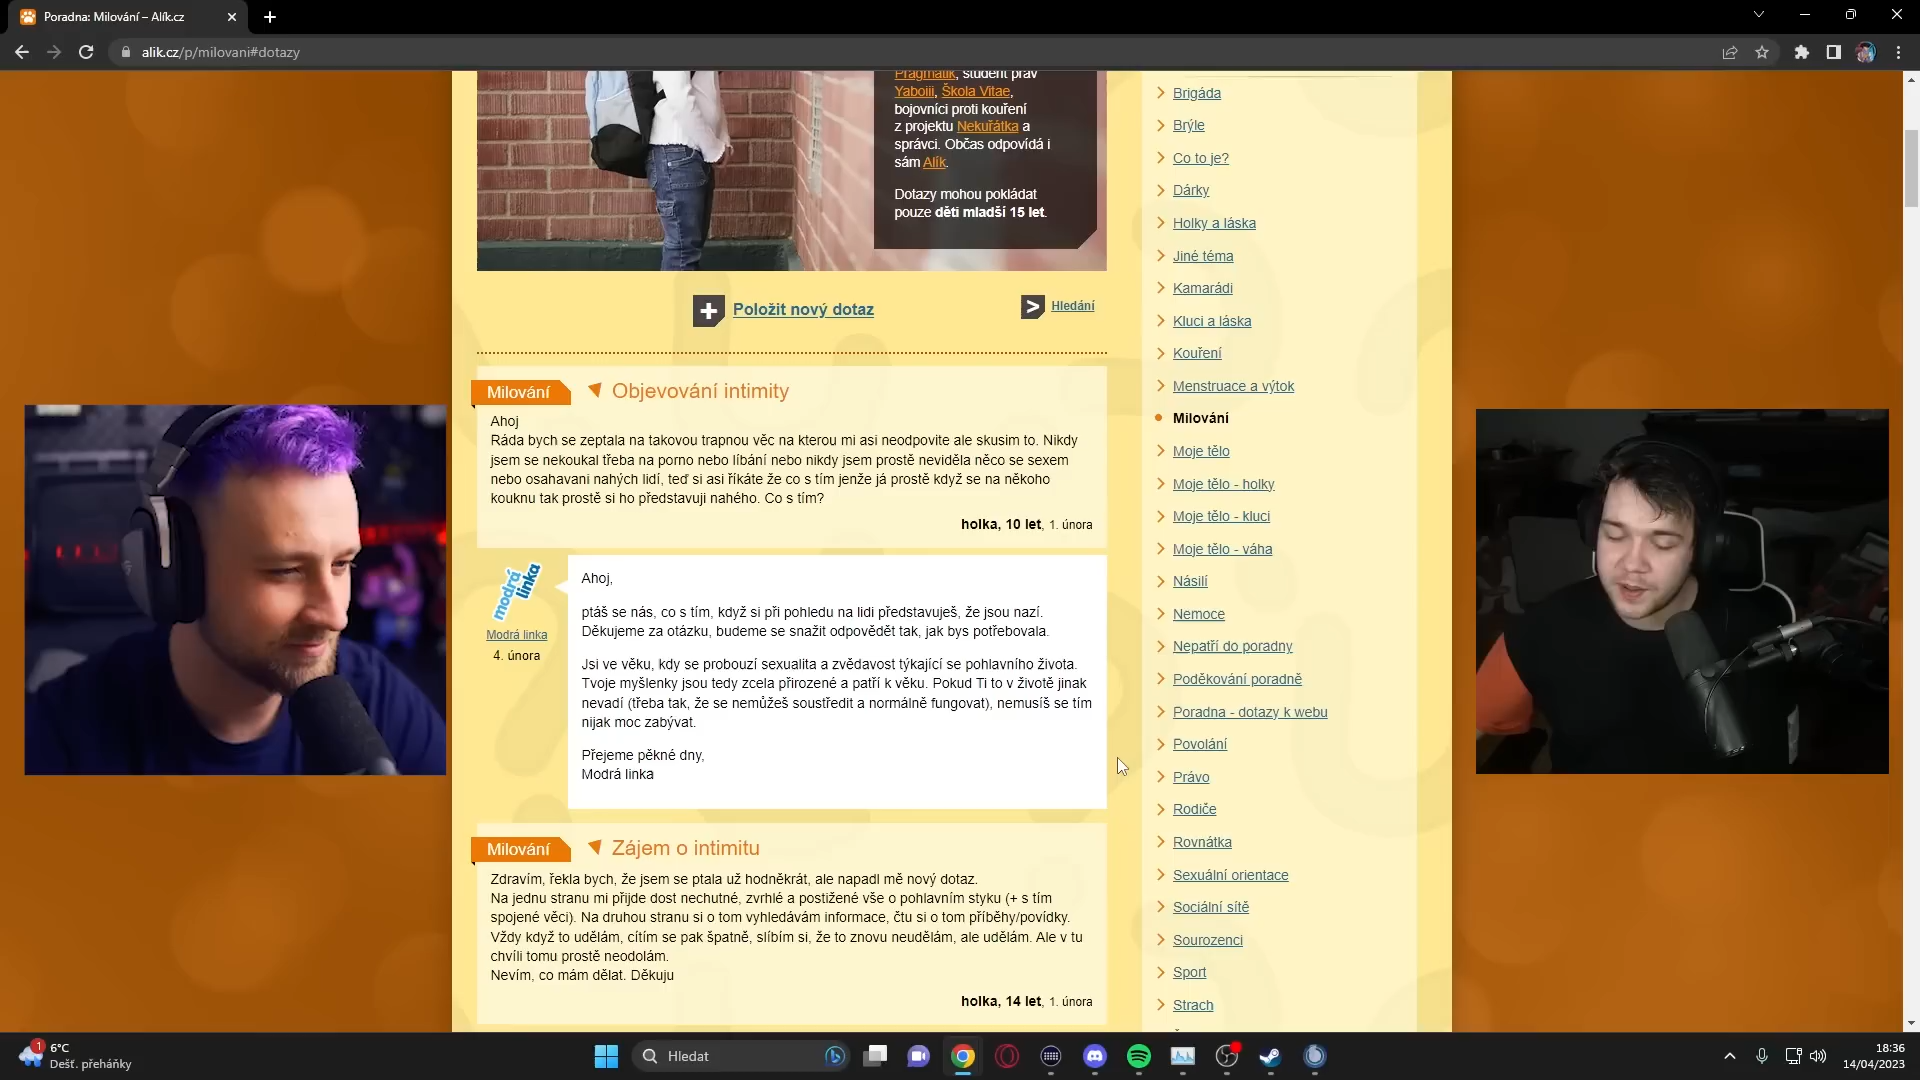 Poradna: Milování – Alík.cz
alik.cz/p/milovani#dotazy
Pragmatik, student práv
Yaboiii, Škola Vitae,
bojovníci proti kouření
z projektu Nekuřátka a
správci. Občas odpovídá i
sám Alík.
Dotazy mohou pokládat
pouze děti mladší 15 let.
Položit nový dotaz
Hledání
Milování
Objevování intimity
Ahoj
Ráda bych se zeptala na takovou trapnou věc na kterou mi asi neodpovite ale skusim to. Nikdy
jsem se nekoukal třeba na porno nebo líbání nebo nikdy jsem prostě neviděla něco se sexem
nebo osahavani nahých lidí, teď si asi říkáte že co s tím jenže já prostě když se na někoho
kouknu tak prostě si ho představuji nahého. Co s tím?
holka, 10 let, 1. února
modrá
linka
Modrá linka
4. února
Ahoj,
ptáš se nás, co s tím, když si při pohledu na lidi představuješ, že jsou nazí.
Děkujeme za otázku, budeme se snažit odpovědět tak, jak bys potřebovala.
Jsi ve věku, kdy se probouzí sexualita a zvědavost týkající se pohlavního života.
Tvoje myšlenky jsou tedy zcela přirozené a patří k věku. Pokud Ti to v životě jinak
nevadí (třeba tak, že se nemůžeš soustředit a normálně fungovat), nemusíš se tím
nijak moc zabývat.
Přejeme pěkné dny,
Modrá linka
Milování
Zájem o intimitu
Zdravím, řekla bych, že jsem se ptala už hodněkrát, ale napadl mě nový dotaz.
Na jednu stranu mi přijde dost nechutné, zvrhlé a postižené vše o pohlavním styku (+ s tím
spojené věci). Na druhou stranu si o tom vyhledávám informace, čtu si o tom příběhy/povídky.
Vždy když to udělám, cítím se pak špatně, slíbím si, že to znovu neudělám, ale udělám. Ale v tu
chvíli tomu prostě neodolám.
Nevím, co mám dělat. Děkuju
holka, 14 let, 1. února
Brigáda
Brýle
Co to je?
Dárky
Holky a láska
Jiné téma
Kamarádi
Kluci a láska
Kouření
Menstruace a výtok
Milování
Moje tělo
Moje tělo - holky
Moje tělo - kluci
Moje tělo - váha
Násilí
Nemoce
Nepatří do poradny
Poděkování poradně
Poradna - dotazy k webu
Povolání
Právo
Rodiče
Rovnátka
Sexuální orientace
Sociální sítě
Sourozenci
Sport
Strach
1
6°C
Dešť. přeháňky
Hledat
18:36
14/04/2023